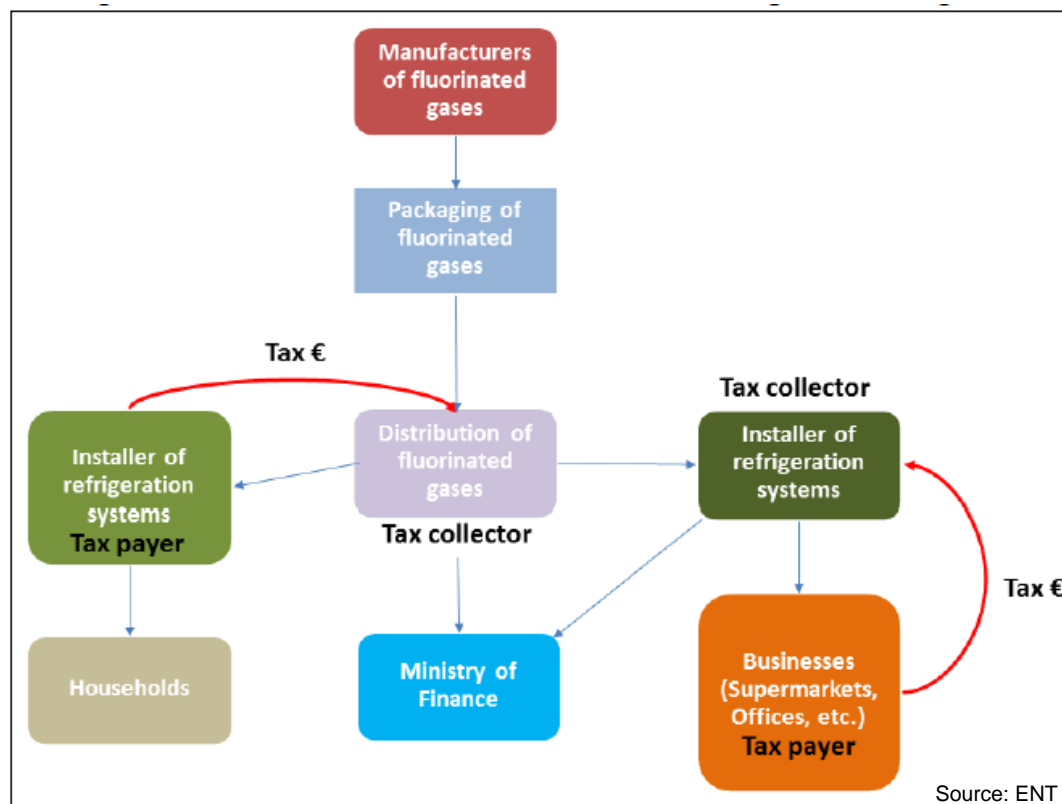 Manufacturers
of fluorinated
gases
Packaging of
fluorinated
gases
Tax €
Tax collector
Installer of
refrigeration
systems
Tax payer
Distribution of
fluorinated
gases
Tax collector
Installer of
refrigeration
systems
Tax €
Households
Ministry of
Finance
Businesses
(Supermarkets,
Offices, etc.)
Tax payer
Source: ENT